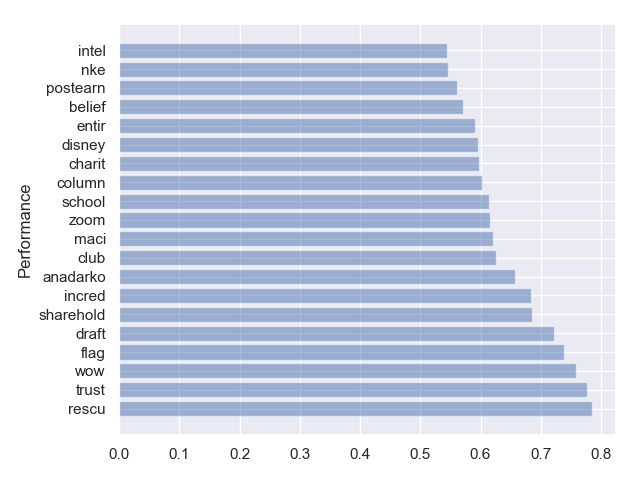 intel
nke
postearn
belief
entir
disney
charit
column
school
zoom
maci
club
anadarko
incred
sharehold
draft
flag
wow
trust
rescu
Performance
0.0 0.1 0.2 0.3 0.4 0.5 0.6 0.7 0.8